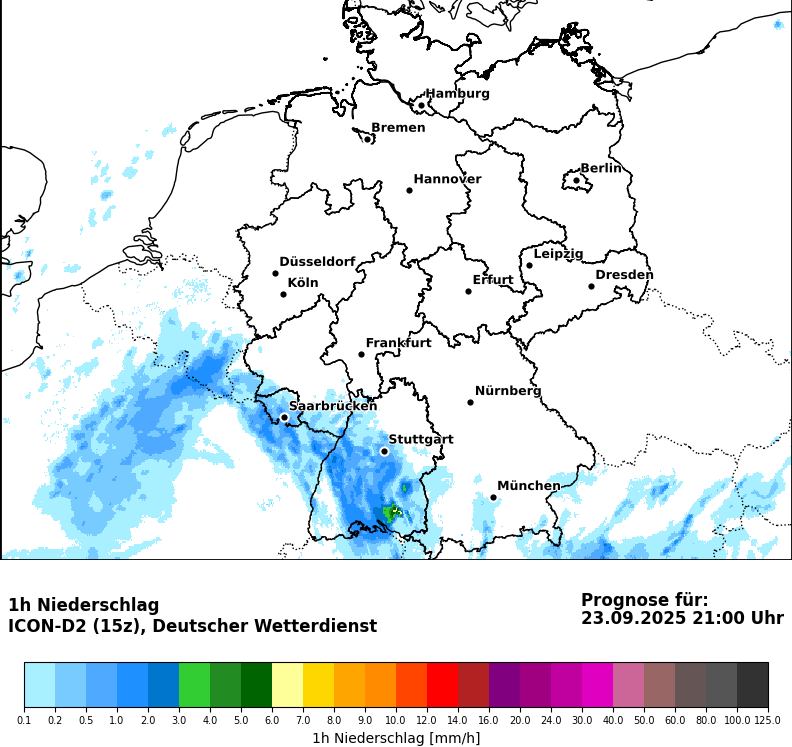 Hamburg
Bremen
Berlin
Hannover
Leipzig
Düsseldorf
Dresden
Köln
Erfurt
Frankfurt
Nürnberg
Saarbrücken
Stuttgart
München
1h Niederschlag
ICON-D2 (15z), Deutscher Wetterdienst
Prognose für:
23.09.2025 21:00 Uhr
0.1 0.2 0.5 1.0 2.0 3.0 4.0 5.0 6.0 7.0 8.0 9.0 10.0 12.0 14.0 16.0 20.0 24.0 30.0 40.0 50.0 60.0 80.0 100.0 125.0
1h Niederschlag [mm/h]